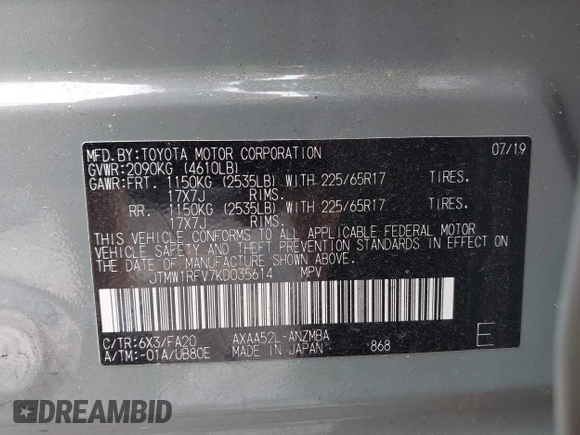 MFD.BY:TOYOTA MOTOR CORPORATION 07/19
GVWR:2090KG (4610LB)
GAWR:FRT. 1150KG (2535LB) WITH 225/65R17 TIRES.
17X7J RIMS.
RR. 1150KG (2535LB) WITH 225/65R17 TIRES.
17X7J RIMS.
THIS VEHICLE CONFORMS TO ALL APPLICABLE FEDERAL MOTOR
VEHICLE SAFETY AND THEFT PREVENTION STANDARDS IN EFFECT
ON THE DATE OF MANUFACTURE SHOWN ABOVE.
JTMW1RFV7KD035614 MPV
C/TR:6X3/FA20 AXAA52L-ANZMBA
A/TM:-01A/UB80E MADE IN JAPAN 868 E
DREAMBID